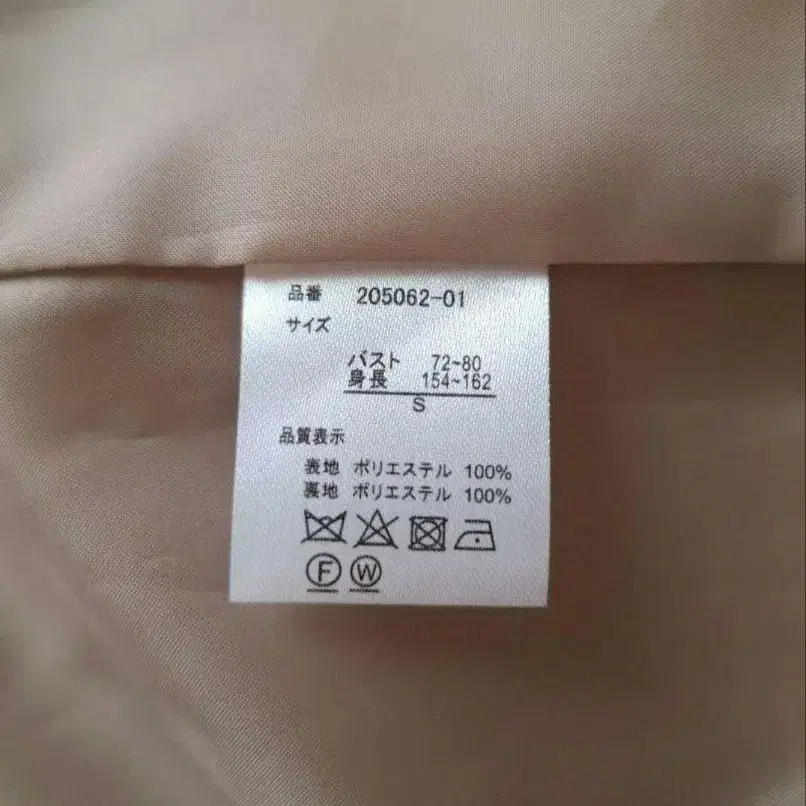 品番 205062-01
サイズ
バスト 72~80
身長 154~162
S
品質表示
表地 ポリエステル 100%
裏地 ポリエステル 100%
F W